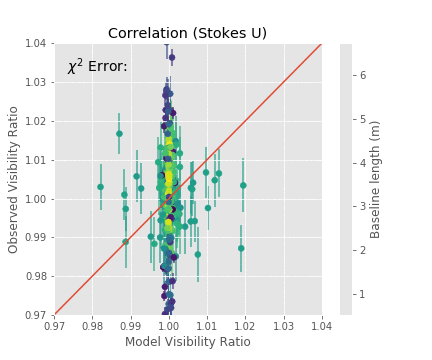 Correlation (Stokes U)
χ² Error:
1.04
1.03
1.02
1.01
1.00
0.99
0.98
0.97
Observed Visibility Ratio
0.97 0.98 0.99 1.00 1.01 1.02 1.03 1.04
Model Visibility Ratio
6
5
4
3
2
1
Baseline length (m)